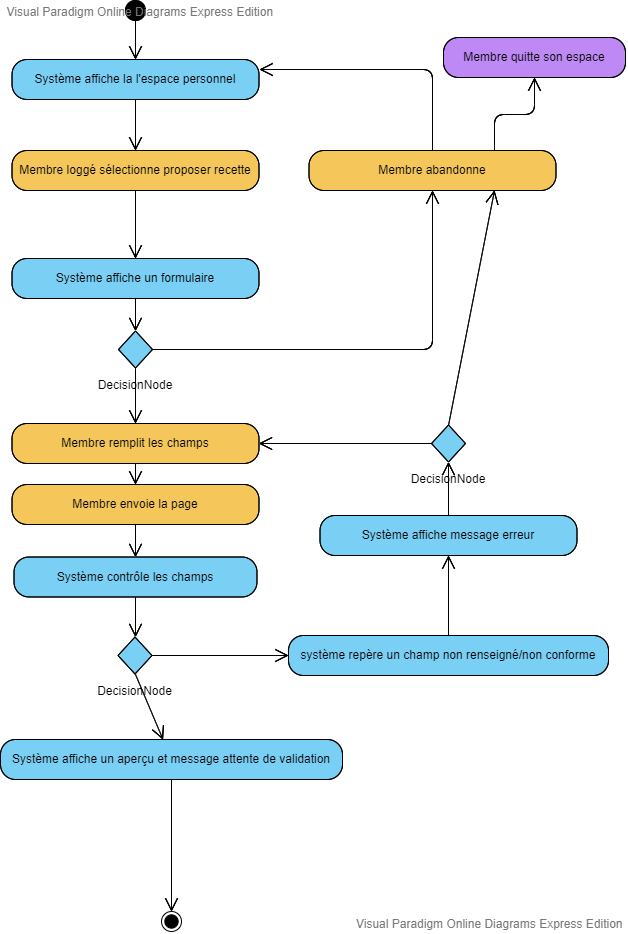 Visual Paradigm Online Diagrams Express Edition
Membre quitte son espace
Système affiche la l'espace personnel
Membre loggé sélectionne proposer recette
Membre abandonne
Système affiche un formulaire
DecisionNode
Membre remplit les champs
DecisionNode
Membre envoie la page
Système affiche message erreur
Système contrôle les champs
système repère un champ non renseigné/non conforme
DecisionNode
Système affiche un aperçu et message attente de validation
Visual Paradigm Online Diagrams Express Edition